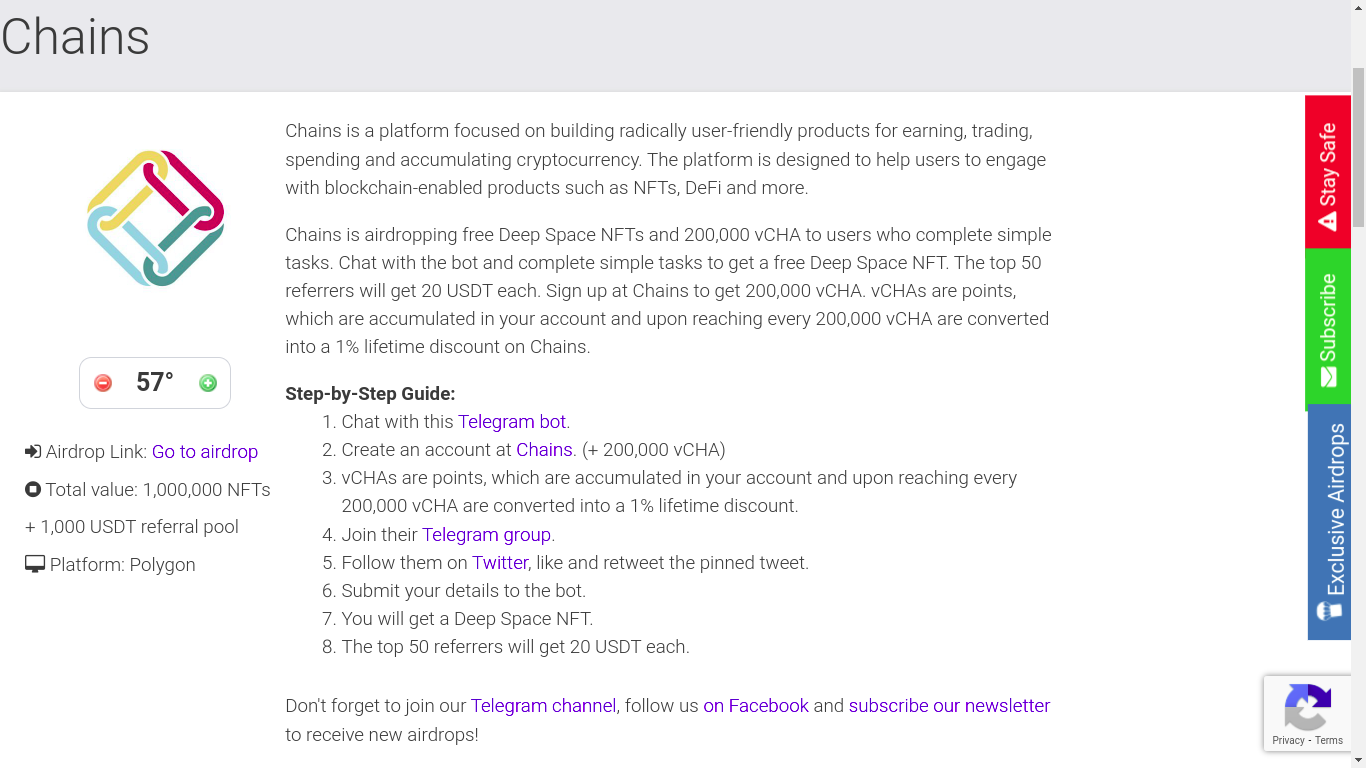 Chains
Chains is a platform focused on building radically user-friendly products for earning, trading,
spending and accumulating cryptocurrency. The platform is designed to help users to engage
with blockchain-enabled products such as NFTs, DeFi and more.
Chains is airdropping free Deep Space NFTs and 200,000 vCHA to users who complete simple
tasks. Chat with the bot and complete simple tasks to get a free Deep Space NFT. The top 50
referrers will get 20 USDT each. Sign up at Chains to get 200,000 vCHA. vCHAs are points,
which are accumulated in your account and upon reaching every 200,000 vCHA are converted
into a 1% lifetime discount on Chains.
57°
Airdrop Link: Go to airdrop
Total value: 1,000,000 NFTs
+ 1,000 USDT referral pool
Platform: Polygon
Step-by-Step Guide:
1. Chat with this Telegram bot.
2. Create an account at Chains. (+ 200,000 vCHA)
3. vCHAs are points, which are accumulated in your account and upon reaching every
200,000 vCHA are converted into a 1% lifetime discount.
4. Join their Telegram group.
5. Follow them on Twitter, like and retweet the pinned tweet.
6. Submit your details to the bot.
7. You will get a Deep Space NFT.
8. The top 50 referrers will get 20 USDT each.
Don't forget to join our Telegram channel, follow us on Facebook and subscribe our newsletter
to receive new airdrops!
Stay Safe
Subscribe
Exclusive Airdrops
Privacy - Terms